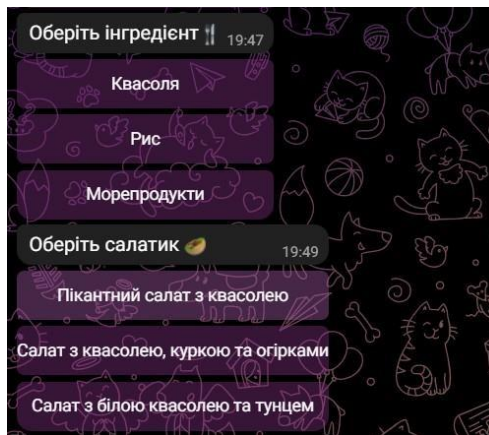 Оберіть інгредієнт🍴 19:47
Квасоля
Рис
Морепродукти
Оберіть салатик🥙 19:49
Пікантний салат з квасолею
Салат з квасолею, куркою та огірками
Салат з білою квасолею та тунцем